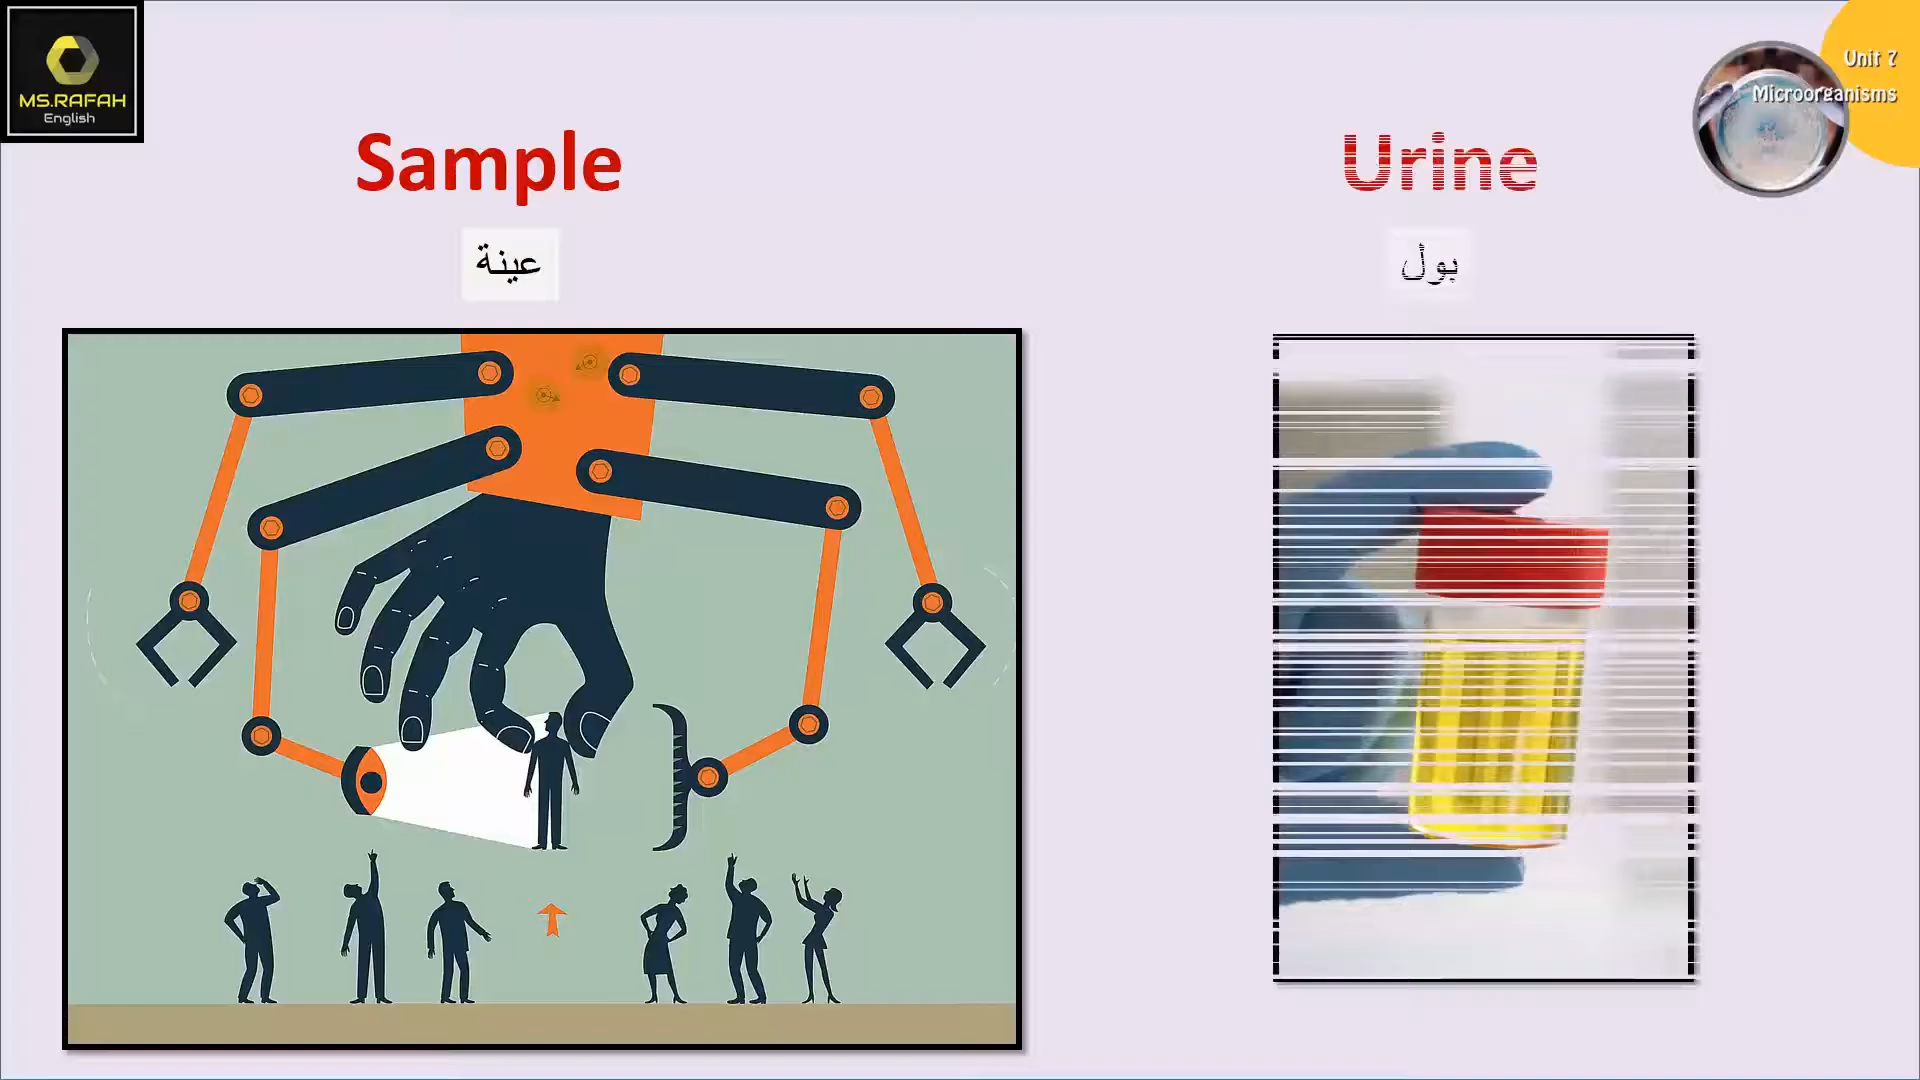 MS.RAFAH
English
Unit 7
Microorganisms
Sample
عينة
Urine
بول